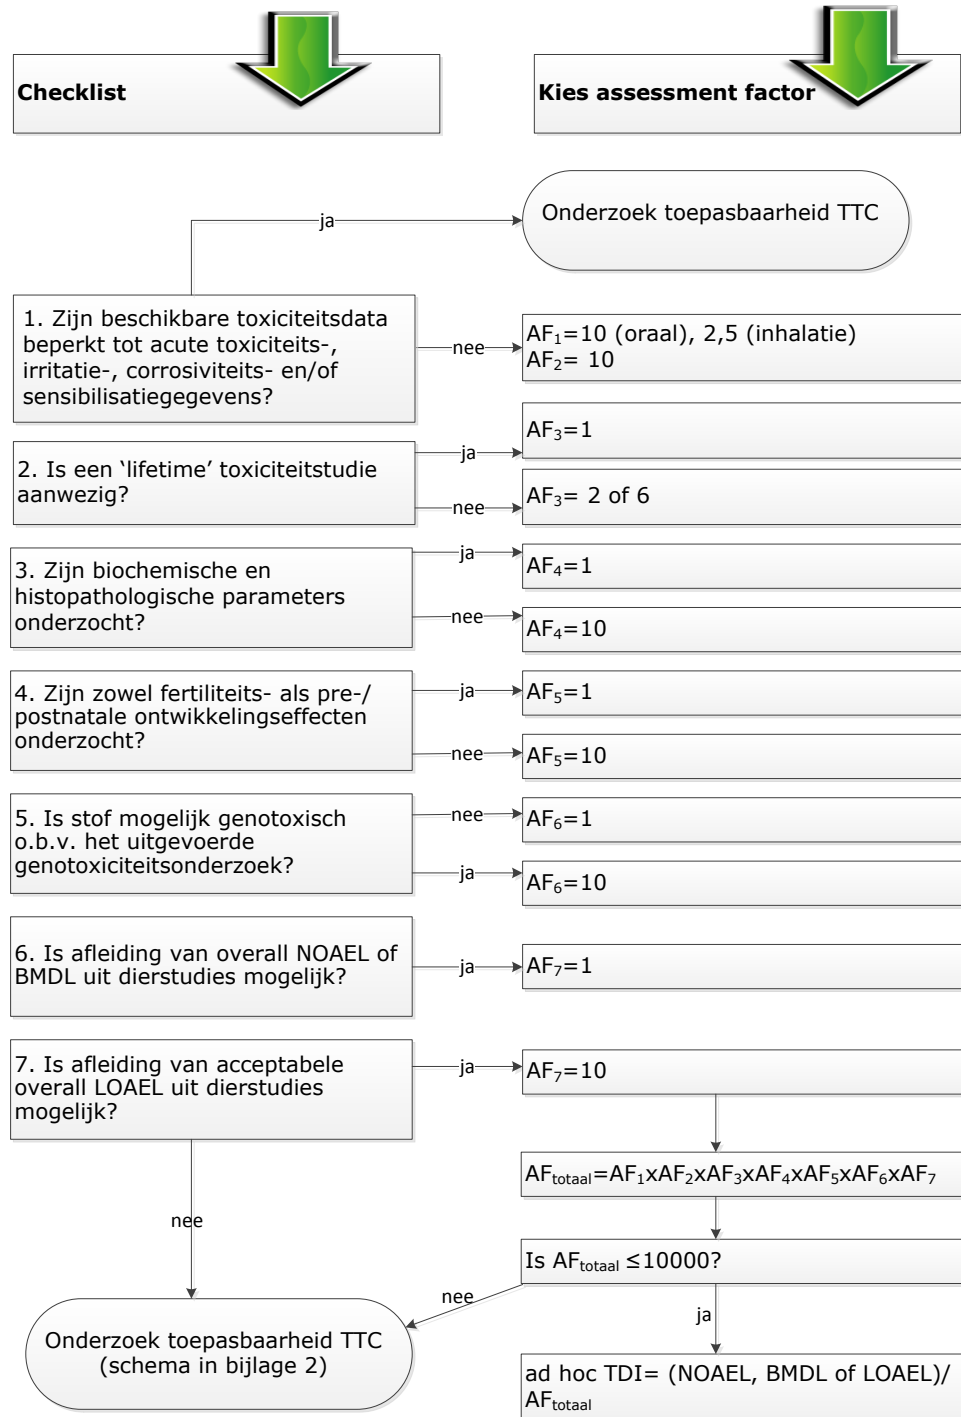 Checklist
Kies assessment factor
ja
Onderzoek toepasbaarheid TTC
1. Zijn beschikbare toxiciteitsdata
beperkt tot acute toxiciteits-,
irritatie-, corrosiviteits- en/of
sensibilisatiegegevens?
nee
AF₁=10 (oraal), 2,5 (inhalatie)
AF₂= 10
2. Is een ‘lifetime’ toxiciteitstudie
aanwezig?
ja
AF₃=1
nee
AF₃= 2 of 6
3. Zijn biochemische en
histopathologische parameters
onderzocht?
ja
AF₄=1
nee
AF₄=10
4. Zijn zowel fertiliteits- als pre-/
postnatale ontwikkelingseffecten
onderzocht?
ja
AF₅=1
nee
AF₅=10
5. Is stof mogelijk genotoxisch
o.b.v. het uitgevoerde
genotoxiciteitsonderzoek?
nee
AF₆=1
ja
AF₆=10
6. Is afleiding van overall NOAEL of
BMDL uit dierstudies mogelijk?
ja
AF₇=1
7. Is afleiding van acceptabele
overall LOAEL uit dierstudies
mogelijk?
ja
AF₇=10
AFtotaal=AF₁xAF₂xAF₃xAF₄xAF₅xAF₆xAF₇
nee
Is AFtotaal ≤10000?
nee
ja
Onderzoek toepasbaarheid TTC
(schema in bijlage 2)
ad hoc TDI= (NOAEL, BMDL of LOAEL)/
AFtotaal